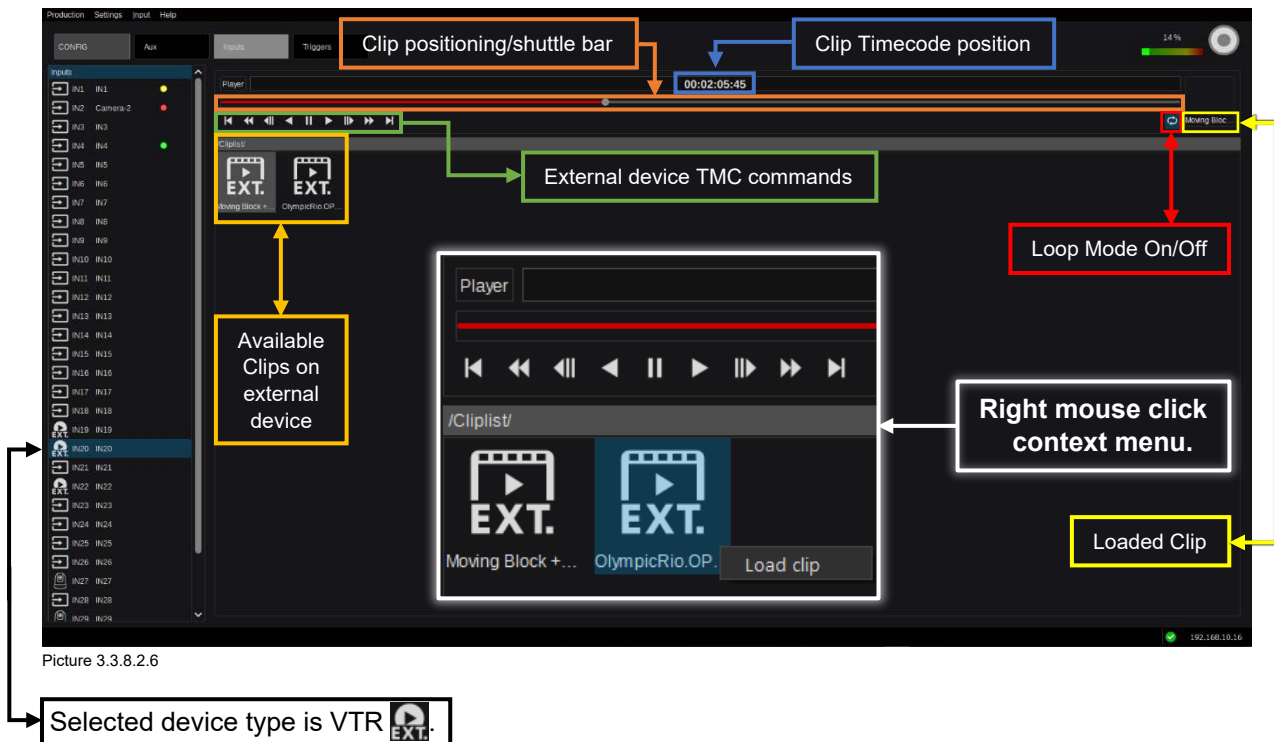 Production Settings Input Help
CONFIG Aux Inputs Triggers
Clip positioning/shuttle bar
Clip Timecode position
14 %
Inputs
IN1 IN1
IN2 Camera-2
IN3 IN3
IN4 IN4
IN5 IN5
IN6 IN6
IN7 IN7
IN8 IN8
IN9 IN9
IN10 IN10
IN11 IN11
IN12 IN12
IN13 IN13
IN14 IN14
IN15 IN15
IN16 IN16
IN17 IN17
IN18 IN18
EXT. IN19 IN19
EXT. IN20 IN20
IN21 IN21
EXT. IN22 IN22
IN23 IN23
IN24 IN24
IN25 IN25
IN26 IN26
IN27 IN27
IN28 IN28
IN29 IN29
Player
00:02:05:45
Moving Bloc...
/Cliplist/
EXT. EXT.
Moving Block +... OlympicRio.OP...
External device TMC commands
Loop Mode On/Off
Available
Clips on
external
device
Player
/Cliplist/
EXT. EXT.
Moving Block +... OlympicRio.OP.
Load clip
Right mouse click
context menu.
Loaded Clip
192.168.10.16
Picture 3.3.8.2.6
Selected device type is VTR EXT. .